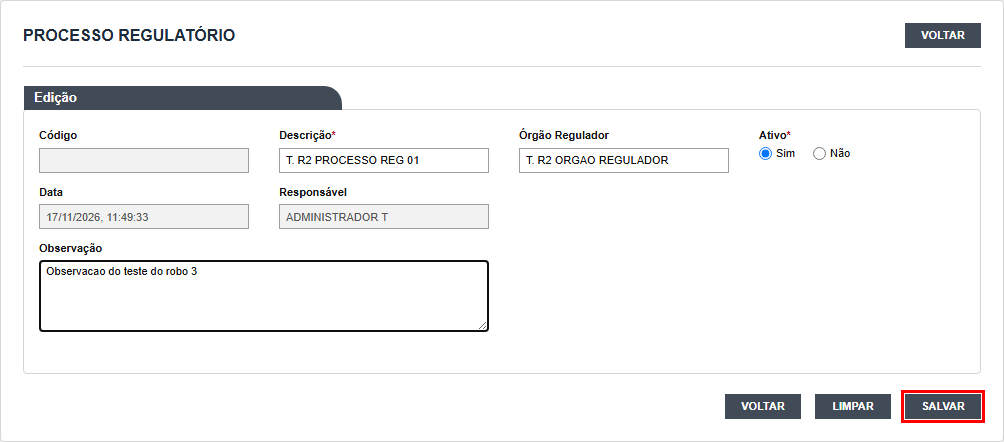 PROCESSO REGULATÓRIO
VOLTAR
Edição
Código
Descrição*
Órgão Regulador
Ativo*
T. R2 PROCESSO REG 01
T. R2 ORGAO REGULADOR
Sim
Não
Data
Responsável
17/11/2026, 11:49:33
ADMINISTRADOR T
Observação
Observacao do teste do robo 3
VOLTAR
LIMPAR
SALVAR